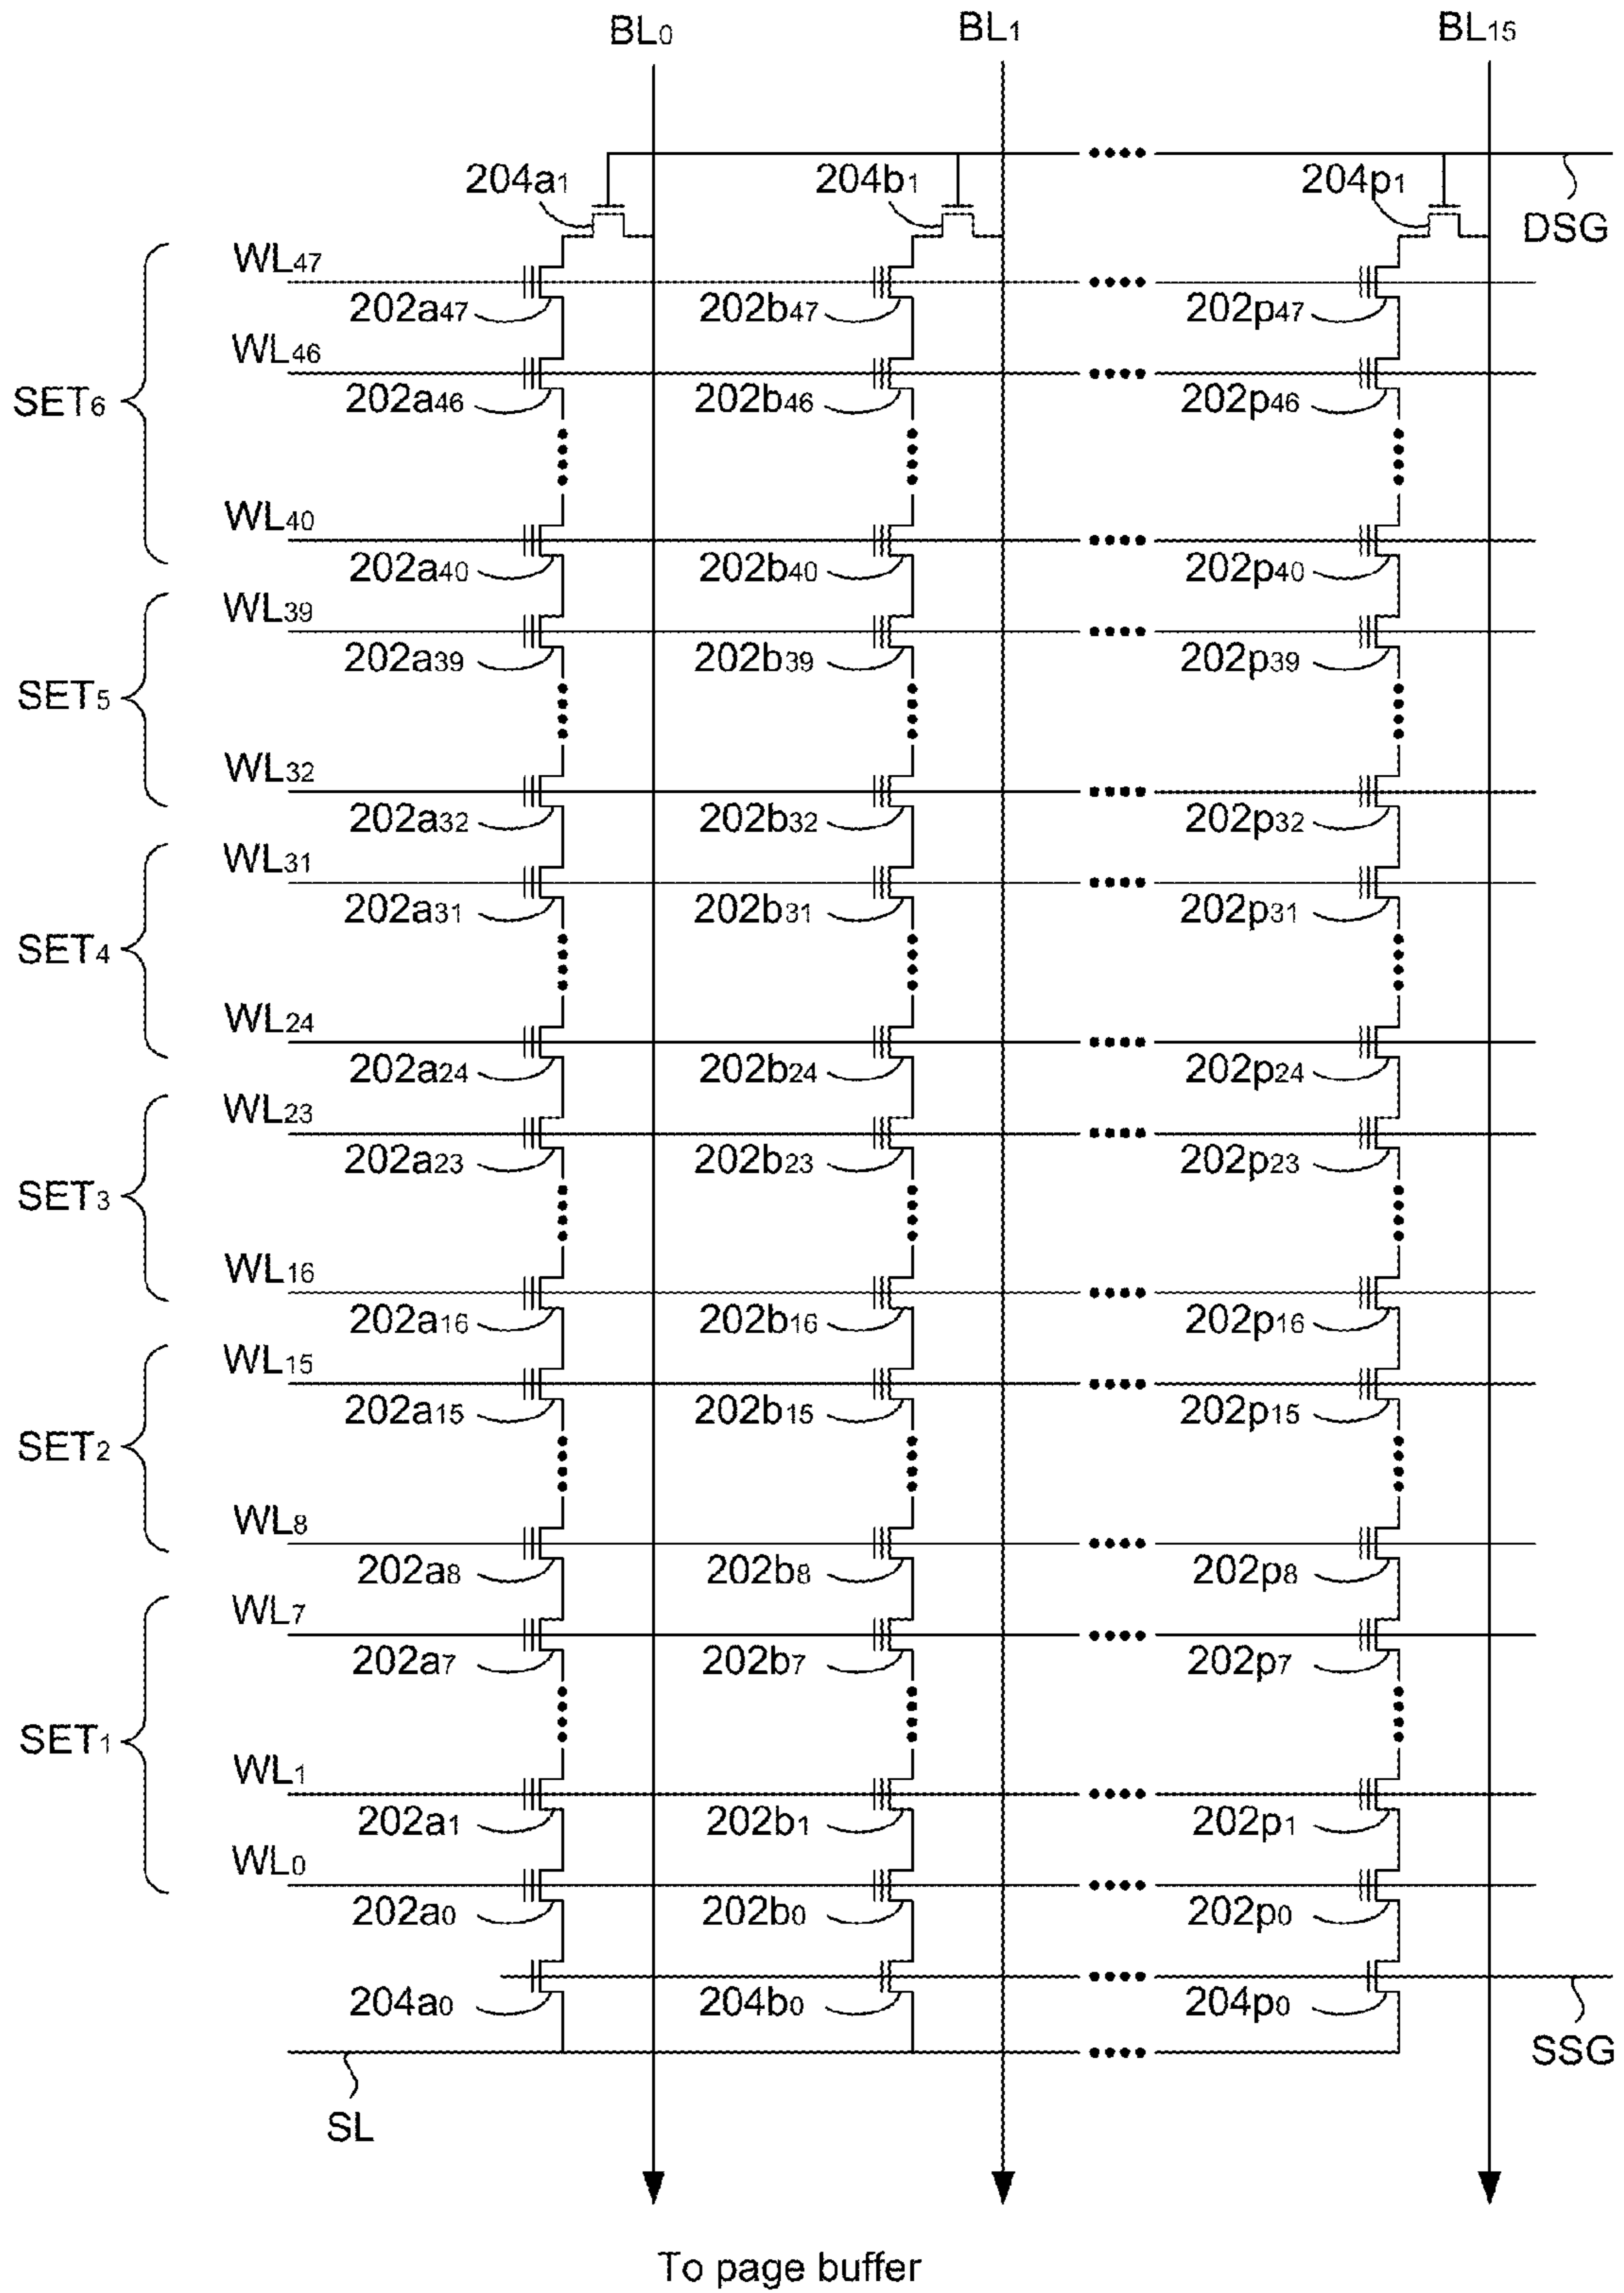 BL0 BL1 BL15
204a1 204b1 204p1
DSG
WL47
202a47 202b47 202p47
WL46
SET6
202a46 202b46 202p46
WL40
202a40 202b40 202p40
WL39
202a39 202b39 202p39
SET5
WL32
202a32 202b32 202p32
WL31
202a31 202b31 202p31
SET4
WL24
202a24 202b24 202p24
WL23
202a23 202b23 202p23
SET3
WL16
202a16 202b16 202p16
WL15
202a15 202b15 202p15
SET2
WL8
202a8 202b8 202p8
WL7
202a7 202b7 202p7
SET1
WL1
202a1 202b1 202p1
WL0
202a0 202b0 202p0
204a0 204b0 204p0
SSG
SL
To page buffer